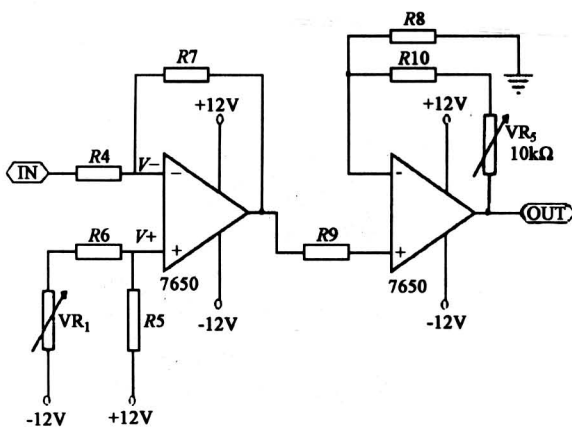 R8
R7
R10
+12V
+12V
VR5
10kΩ
R4
V−
−
-
IN
OUT
R6
V+
+
R9
+
7650
7650
VR1
R5
-12V
-12V
-12V
+12V